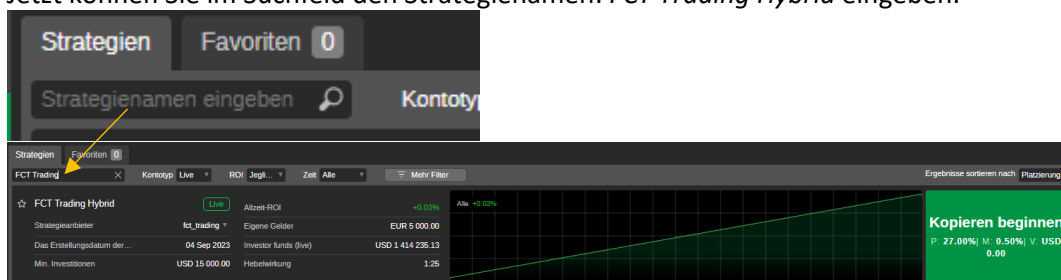 Jetzt können Sie im Suchfeld den Strategienamen: FCT Trading Hybrid eingeben.
Strategien Favoriten 0
Strategienamen eingeben Kontotyp
Strategien Favoriten 0
FCT Trading Kontotyp Live ROI Jegli... Zeit Alle Mehr Filter Ergebnisse sortieren nach Platzierung
FCT Trading Hybrid Live Allzeit-ROI +0.03% Alle +0.03%
Strategieanbieter fct_trading Eigene Gelder EUR 5 000.00
Das Erstellungsdatum der... 04 Sep 2023 Investor funds (live) USD 1 414 235.13
Min. Investitionen USD 15 000.00 Hebelwirkung 1:25
Kopieren beginnen
P: 27.00%| M: 0.50%| V: USD
0.00